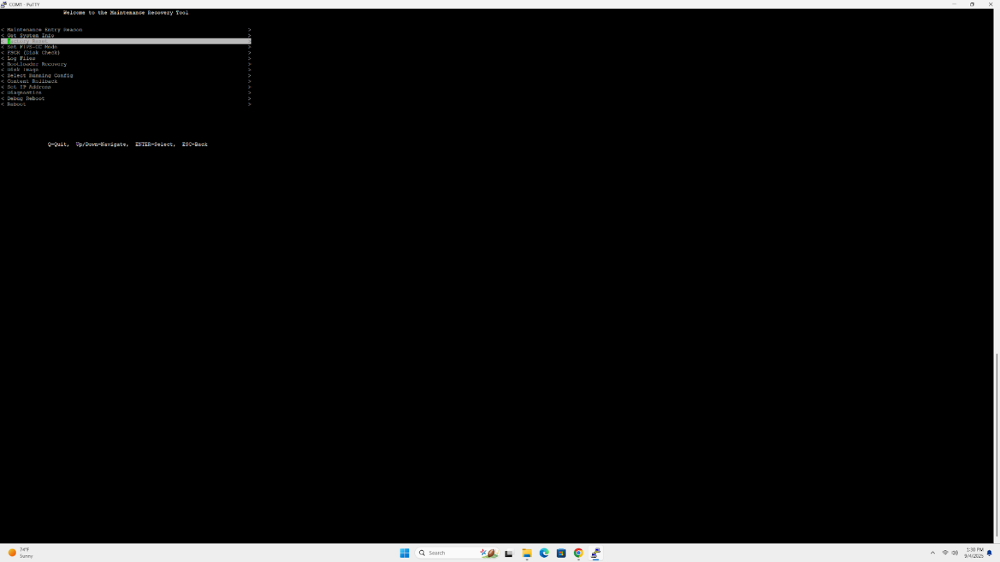 COM1 - PuTTY
Welcome to the Maintenance Recovery Tool
< Maintenance Entry Reason >
< Get System Info >
< Factory Reset >
< Set FIPS-CC Mode >
< FSCK (Disk Check) >
< Log Files >
< Bootloader Recovery >
< Disk Image >
< Select Running Config >
< Content Rollback >
< Set IP Address >
< Diagnostics >
< Debug Reboot >
< Reboot >
Q=Quit, Up/Down=Navigate, ENTER=Select, ESC=Back
74°F
Sunny
Search
1:30 PM
9/4/2025